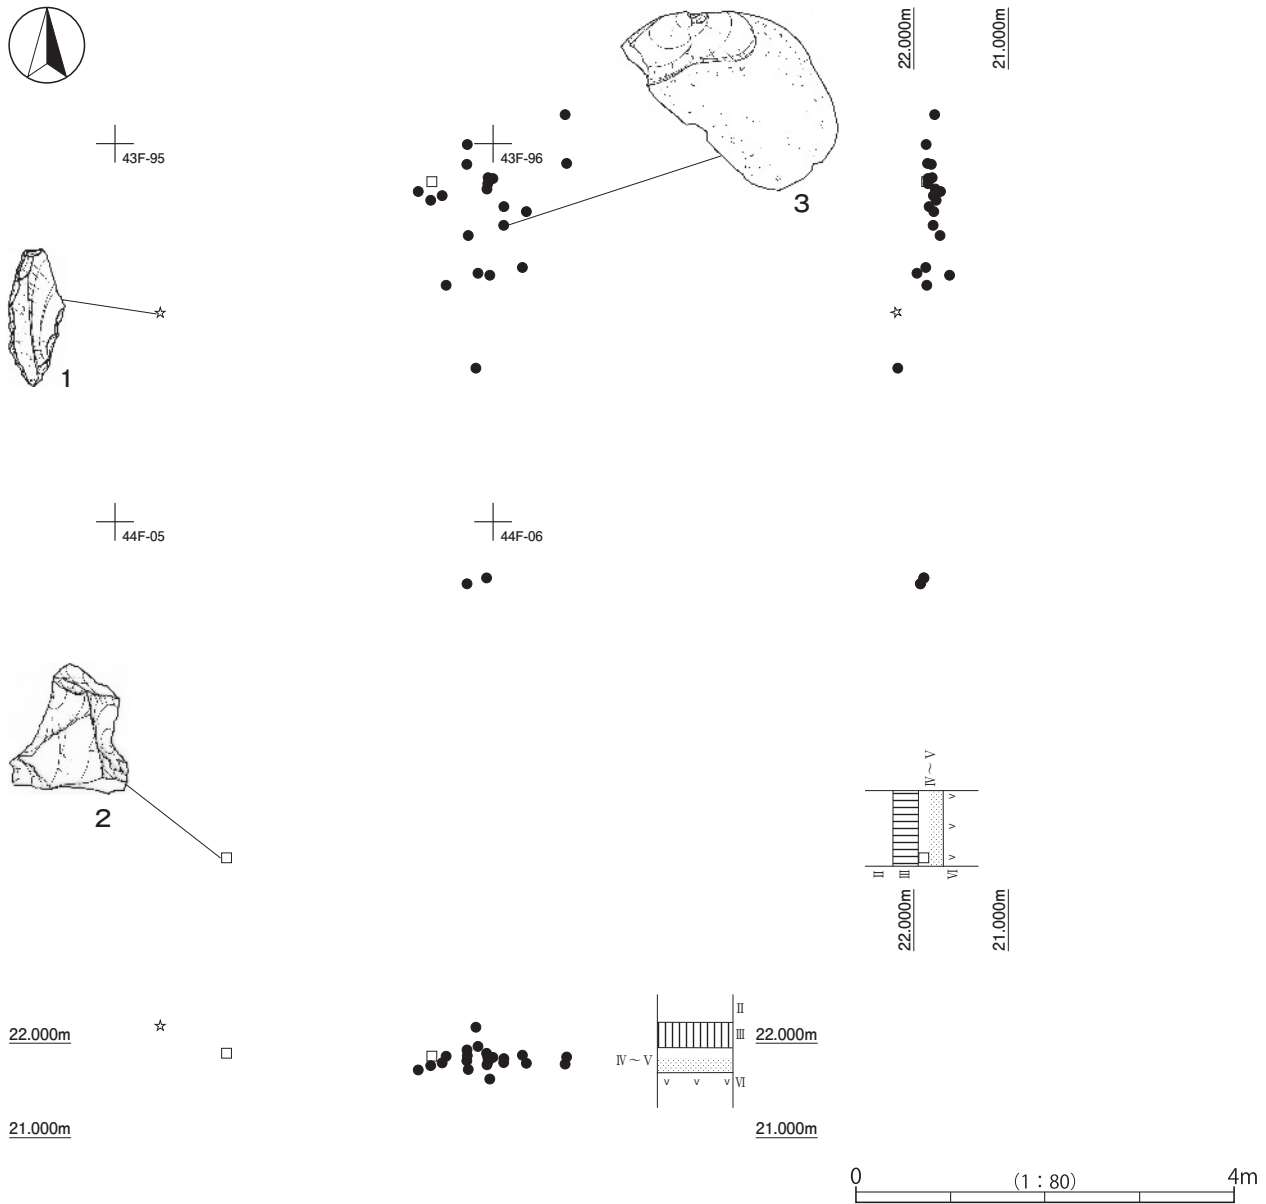 22.000m
21.000m
43F-95
43F-96
3
1
44F-05
44F-06
2
Ⅳ～Ⅴ
Ⅱ Ⅲ Ⅵ
22.000m
21.000m
22.000m
Ⅱ
Ⅲ
22.000m
Ⅳ～Ⅴ
Ⅵ
21.000m
21.000m
0 (1：80) 4m